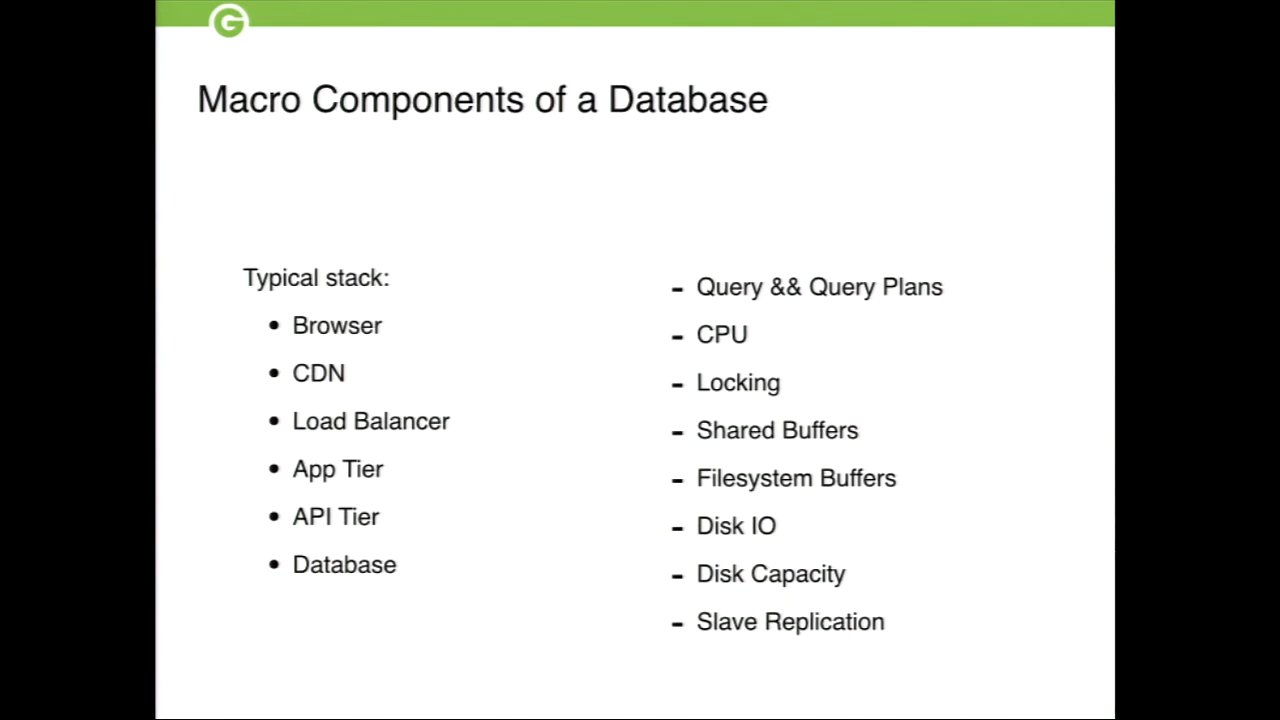 Macro Components of a Database
Typical stack:
• Browser
• CDN
• Load Balancer
• App Tier
• API Tier
• Database
- Query && Query Plans
- CPU
- Locking
- Shared Buffers
- Filesystem Buffers
- Disk IO
- Disk Capacity
- Slave Replication